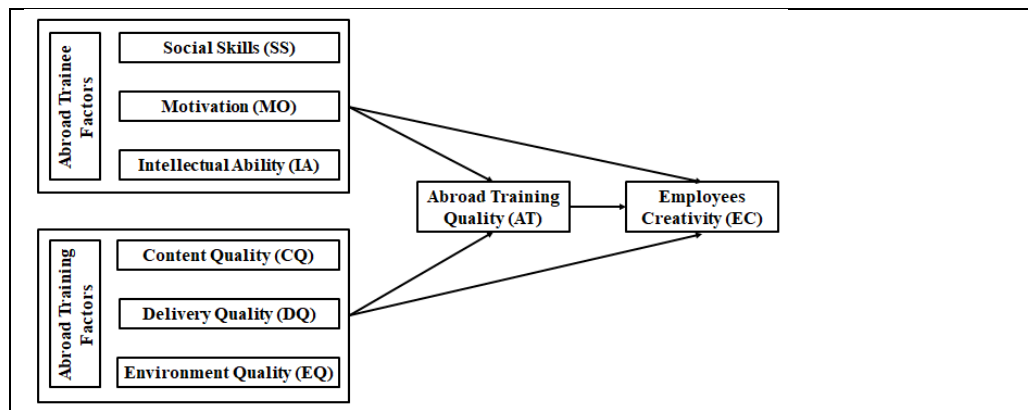 Abroad Trainee
Factors
Social Skills (SS)
Motivation (MO)
Intellectual Ability (IA)
Abroad Training
Quality (AT)
Employees
Creativity (EC)
Abroad Training
Factors
Content Quality (CQ)
Delivery Quality (DQ)
Environment Quality (EQ)